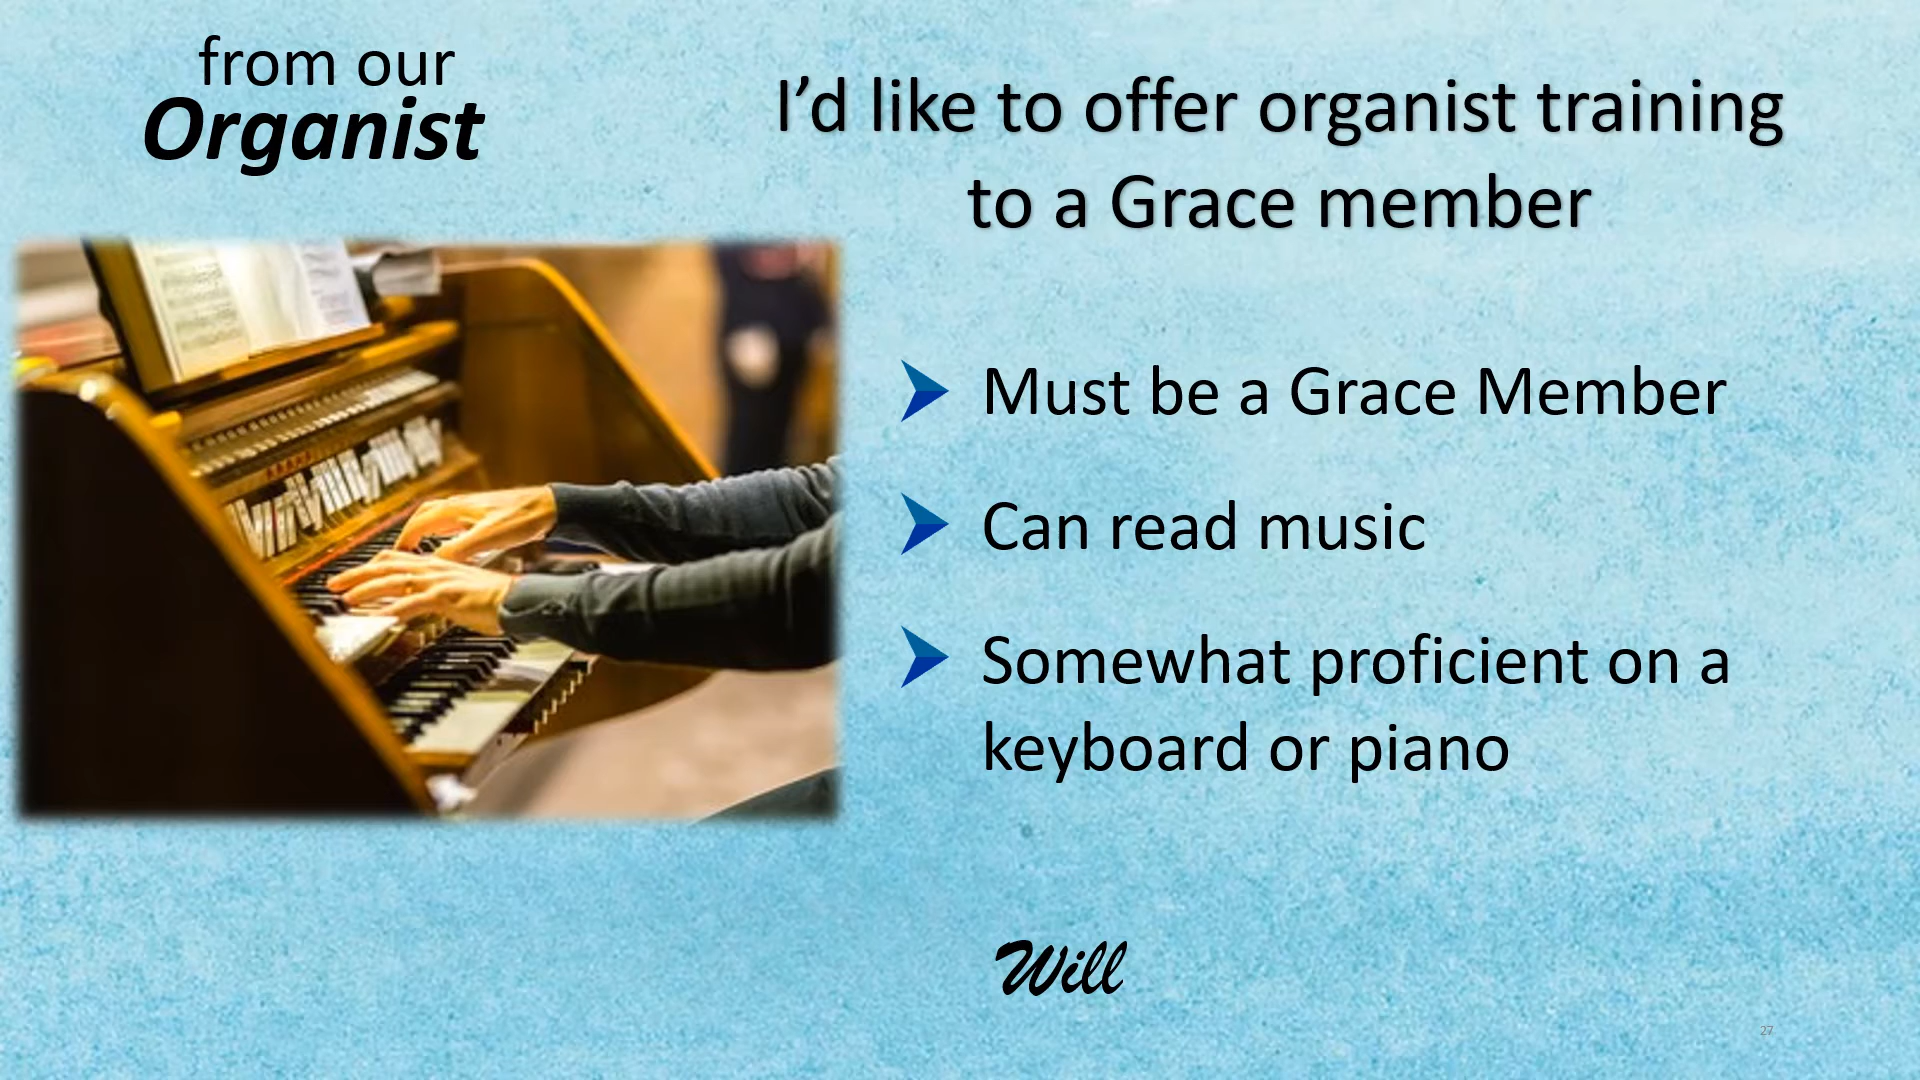 from our
Organist
I’d like to offer organist training
to a Grace member
Must be a Grace Member
Can read music
Somewhat proficient on a
keyboard or piano
Will
27